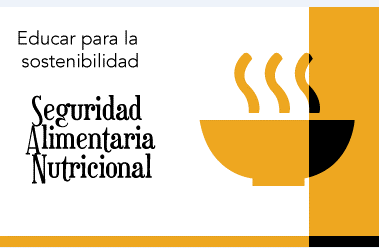 Educar para la
sostenibilidad
Seguridad
Alimentaria
Nutricional